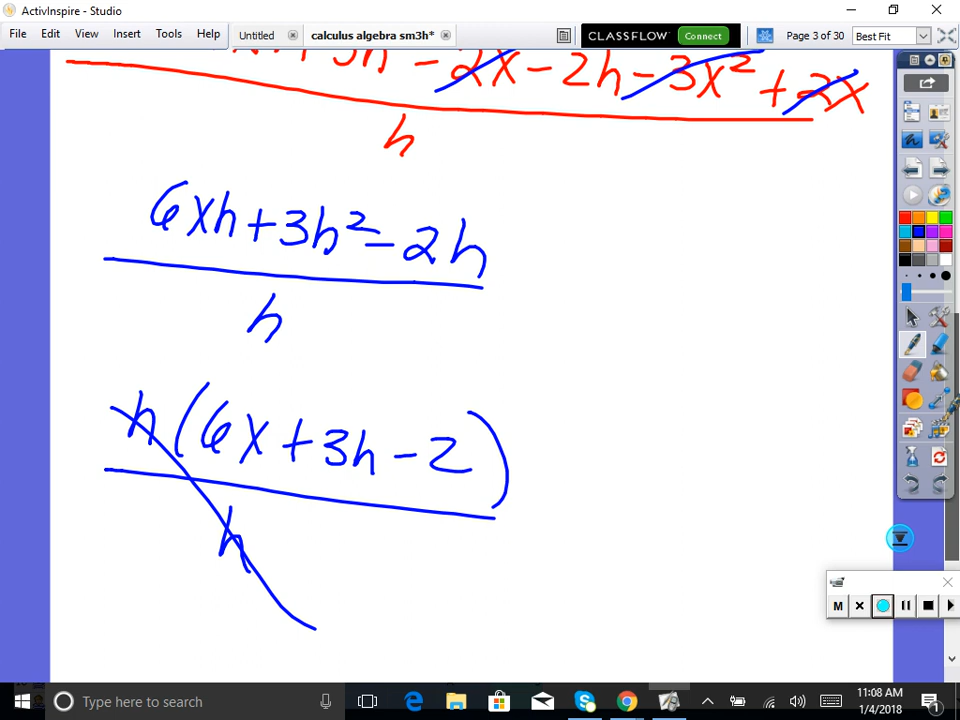 ActivInspire - Studio
File Edit View Insert Tools Help Untitled calculus algebra sm3h* CLASSFLOW Connect Page 3 of 30 Best Fit
+ 3h - 2x - 2h - 3x² + 2x
h
6xh + 3h² - 2h
h
h(6x + 3h - 2)
h
M
Type here to search
11:08 AM
1/4/2018
1